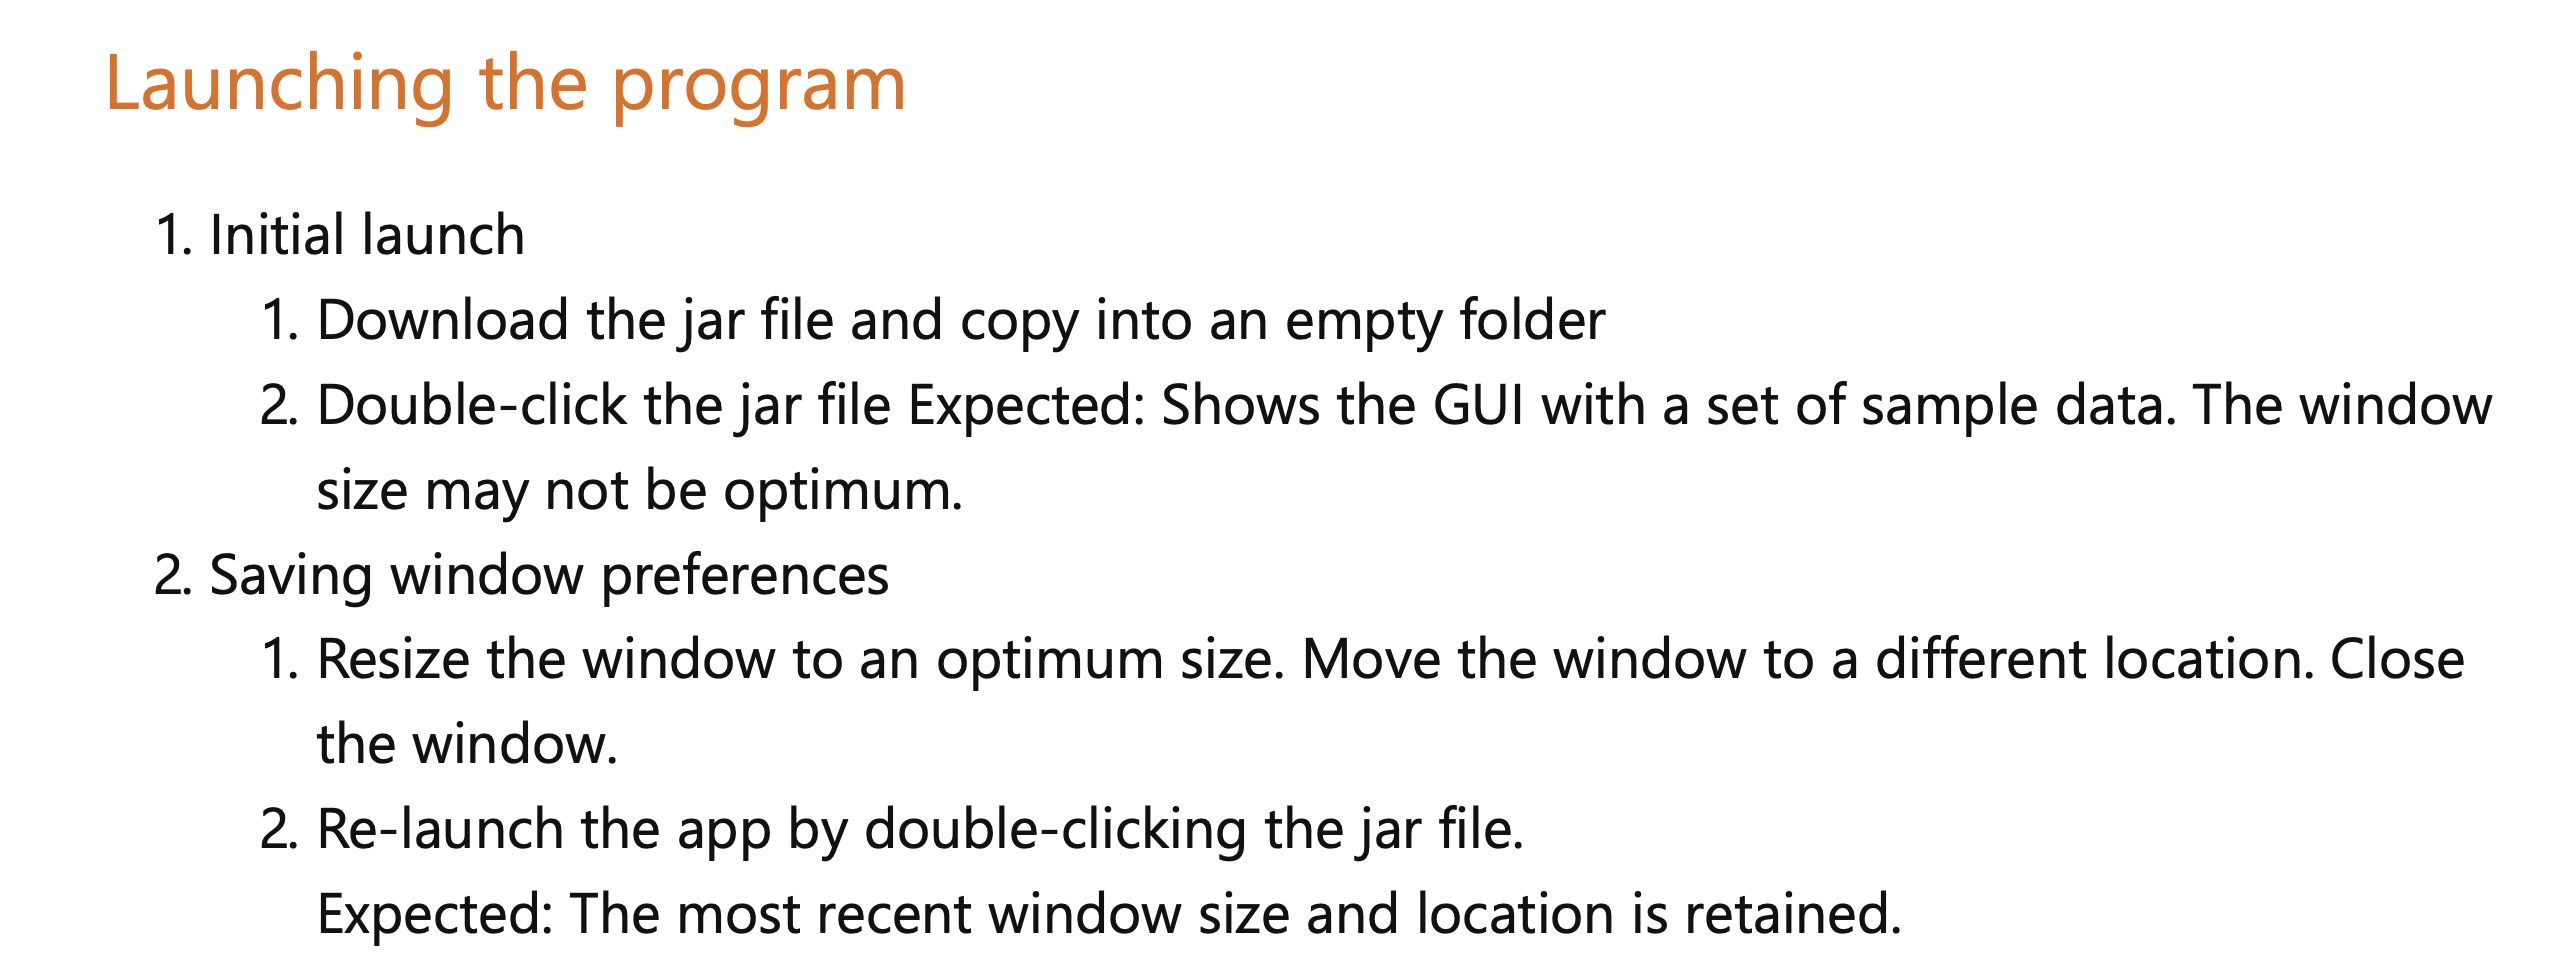 Launching the program
1. Initial launch
1. Download the jar file and copy into an empty folder
2. Double-click the jar file Expected: Shows the GUI with a set of sample data. The window
size may not be optimum.
2. Saving window preferences
1. Resize the window to an optimum size. Move the window to a different location. Close
the window.
2. Re-launch the app by double-clicking the jar file.
Expected: The most recent window size and location is retained.